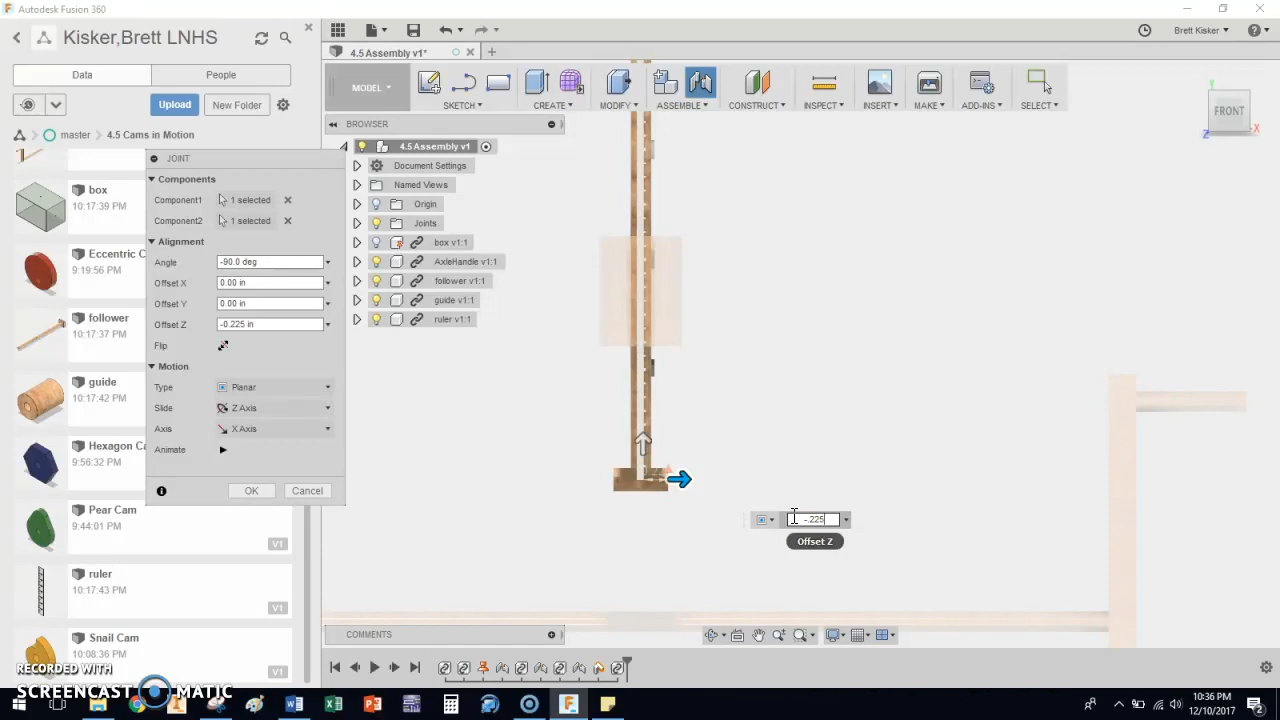 Autodesk Fusion 360
Kisker,Brett LNHS
4.5 Assembly v1*
Brett Kisker
Data
People
Upload
New Folder
master
4.5 Cams in Motion
MODEL
SKETCH
CREATE
MODIFY
ASSEMBLE
CONSTRUCT
INSPECT
INSERT
MAKE
ADD-INS
SELECT
FRONT
X
Y
Z
BROWSER
4.5 Assembly v1
Document Settings
Named Views
Origin
Joints
box v1:1
AxleHandle v1:1
follower v1:1
guide v1:1
ruler v1:1
box
10:17:39 PM
Eccentric C
9:19:56 PM
follower
10:17:37 PM
guide
10:17:42 PM
Hexagon Ca
9:56:32 PM
Pear Cam
9:44:01 PM
V1
ruler
10:17:43 PM
V1
Snail Cam
10:08:36 PM
V1
JOINT
Components
Component1
1 selected
Component2
1 selected
Alignment
Angle
-90.0 deg
Offset X
0.00 in
Offset Y
0.00 in
Offset Z
-0.225 in
Flip
Motion
Type
Planar
Slide
Z Axis
Axis
X Axis
Animate
OK
Cancel
-.225
Offset Z
COMMENTS
RECORDED WITH
SCREENCAST MATIC
10:36 PM
12/10/2017